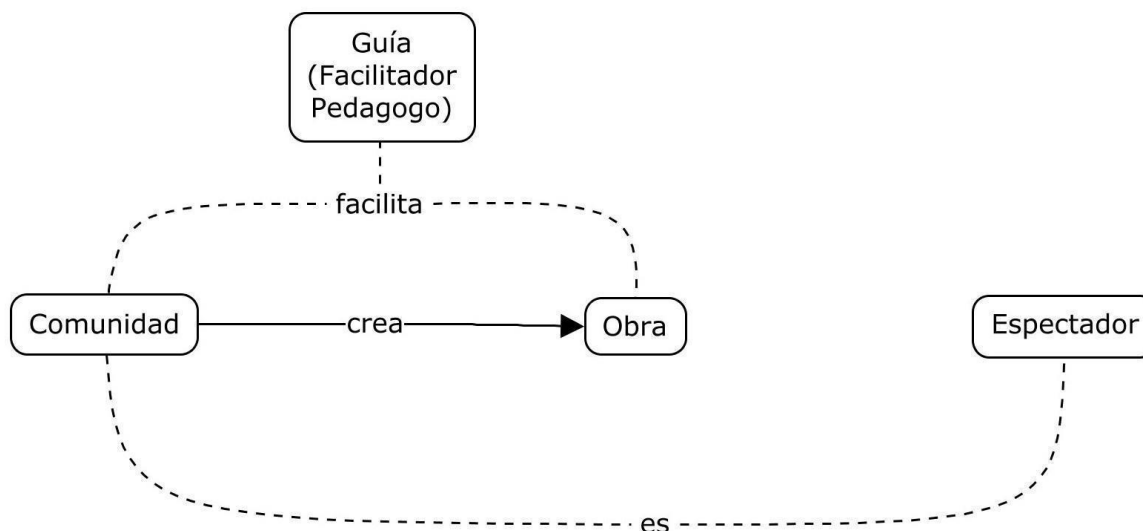 Guía
(Facilitador
Pedagogo)
facilita
Comunidad
crea
Obra
Espectador
es